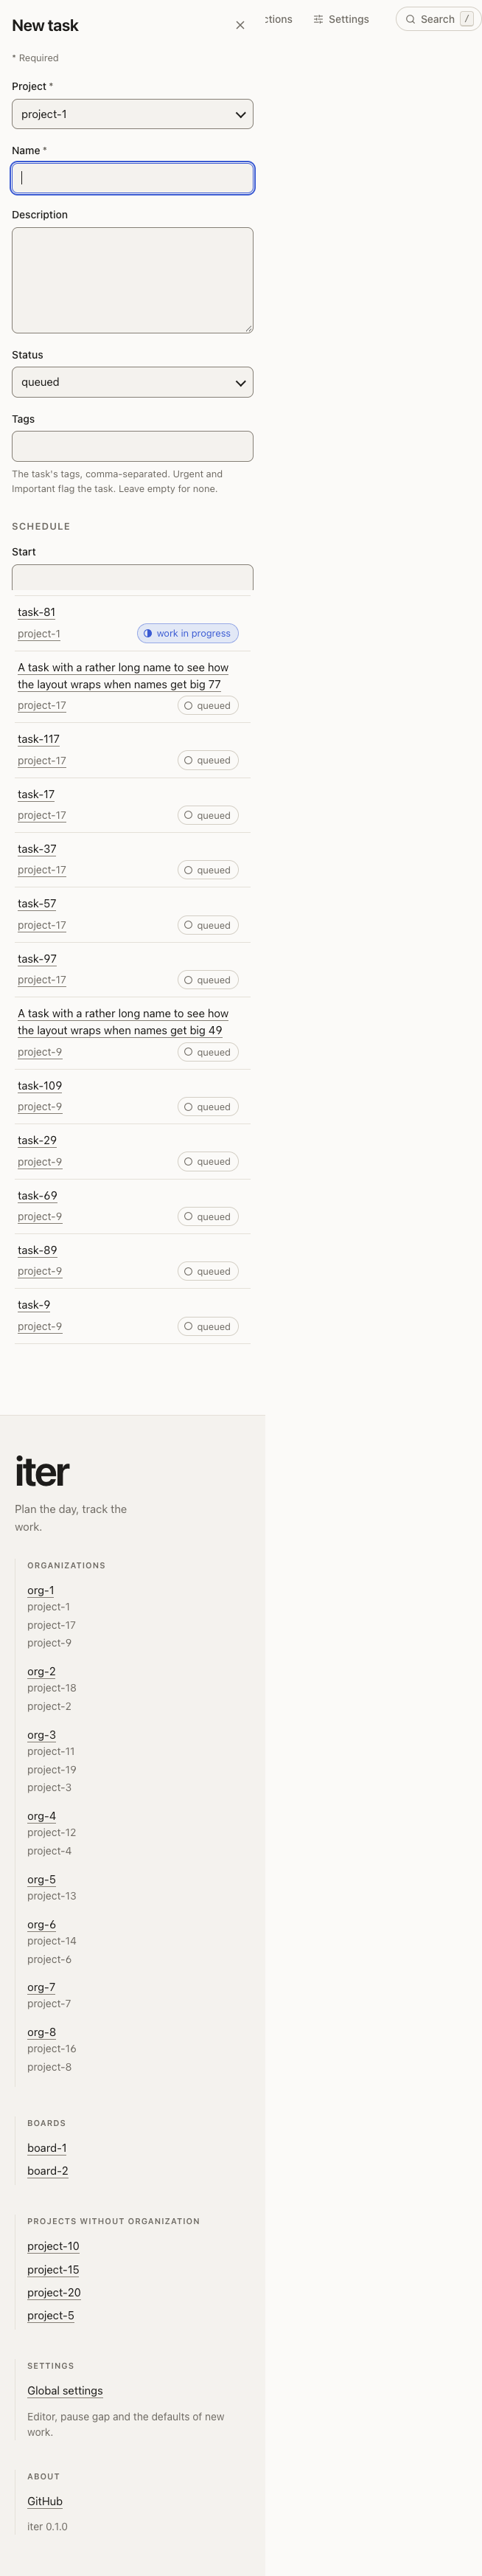 New task
ctions
Settings
Search /
* Required
Project *
project-1
Name *
Description
Status
queued
Tags
The task's tags, comma-separated. Urgent and
Important flag the task. Leave empty for none.
SCHEDULE
Start
task-81
project-1
work in progress
A task with a rather long name to see how
the layout wraps when names get big 77
project-17
queued
task-117
project-17
queued
task-17
project-17
queued
task-37
project-17
queued
task-57
project-17
queued
task-97
project-17
queued
A task with a rather long name to see how
the layout wraps when names get big 49
project-9
queued
task-109
project-9
queued
task-29
project-9
queued
task-69
project-9
queued
task-89
project-9
queued
task-9
project-9
queued
iter
Plan the day, track the
work.
ORGANIZATIONS
org-1
project-1
project-17
project-9
org-2
project-18
project-2
org-3
project-11
project-19
project-3
org-4
project-12
project-4
org-5
project-13
org-6
project-14
project-6
org-7
project-7
org-8
project-16
project-8
BOARDS
board-1
board-2
PROJECTS WITHOUT ORGANIZATION
project-10
project-15
project-20
project-5
SETTINGS
Global settings
Editor, pause gap and the defaults of new
work.
ABOUT
GitHub
iter 0.1.0